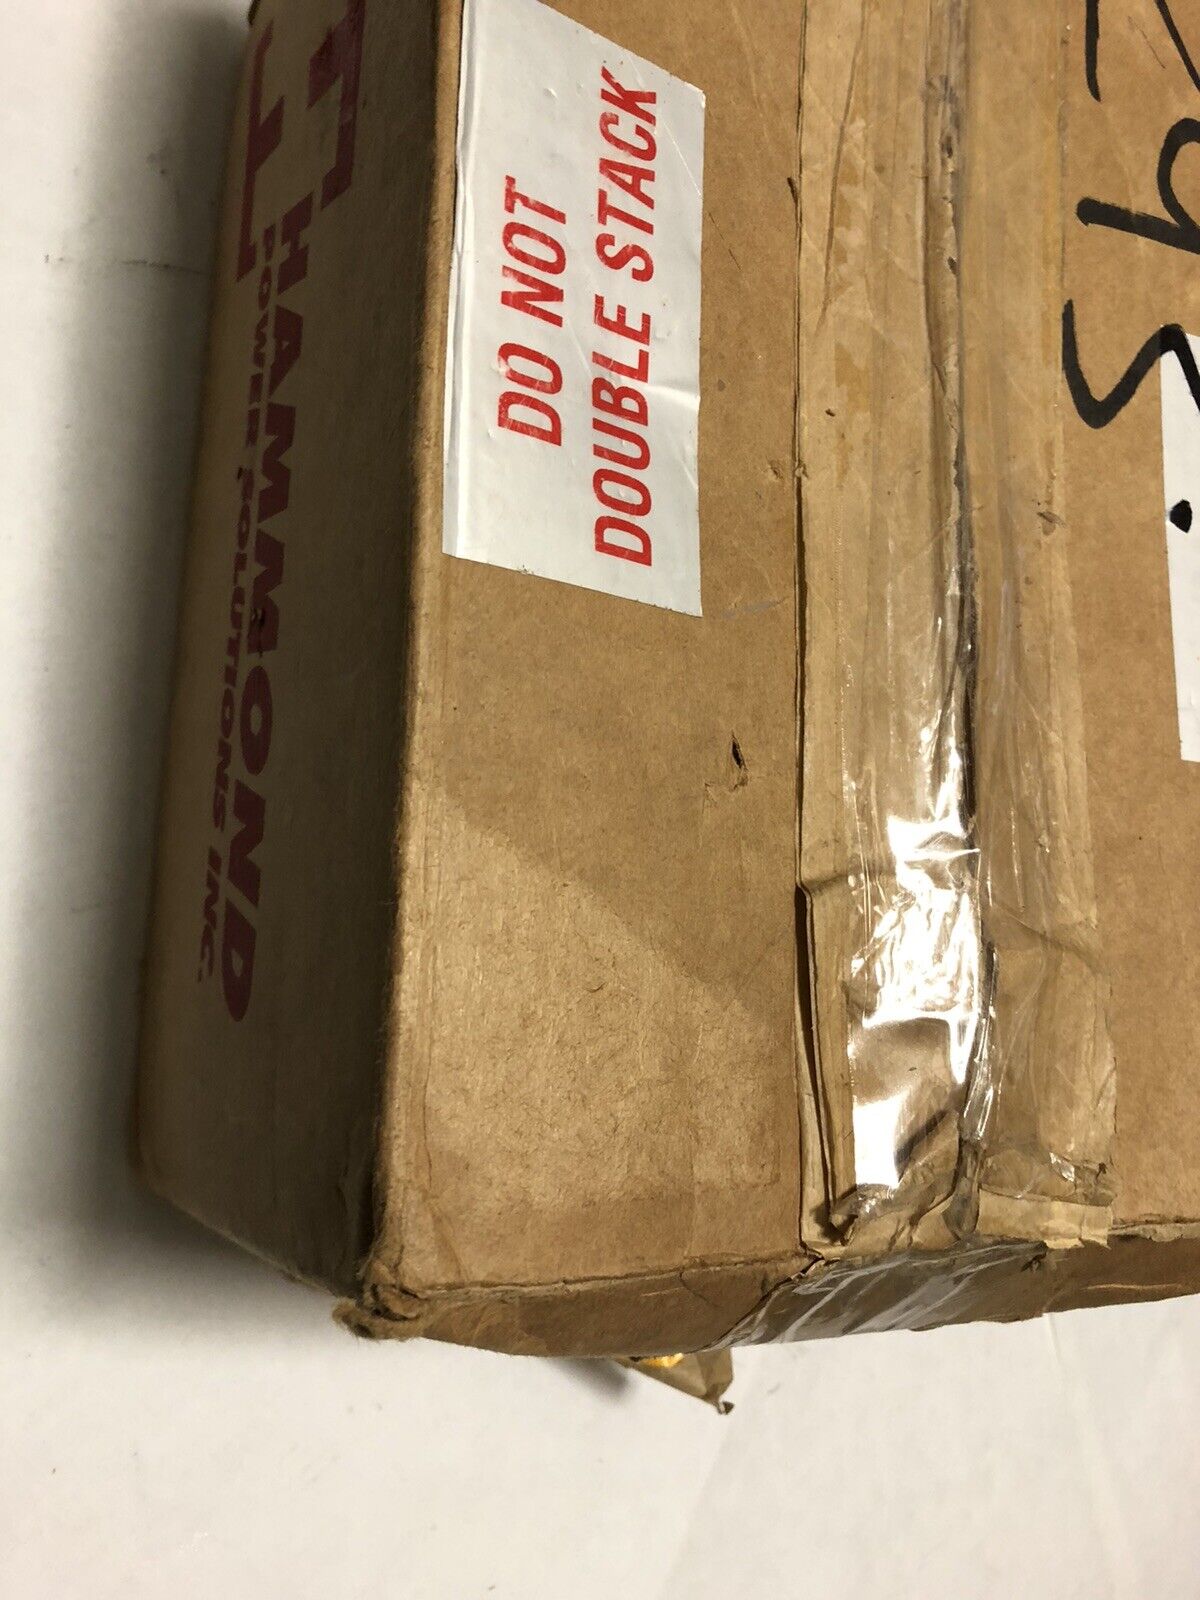 HAMMOND
POWER SOLUTIONS INC.
DO NOT
DOUBLE STACK